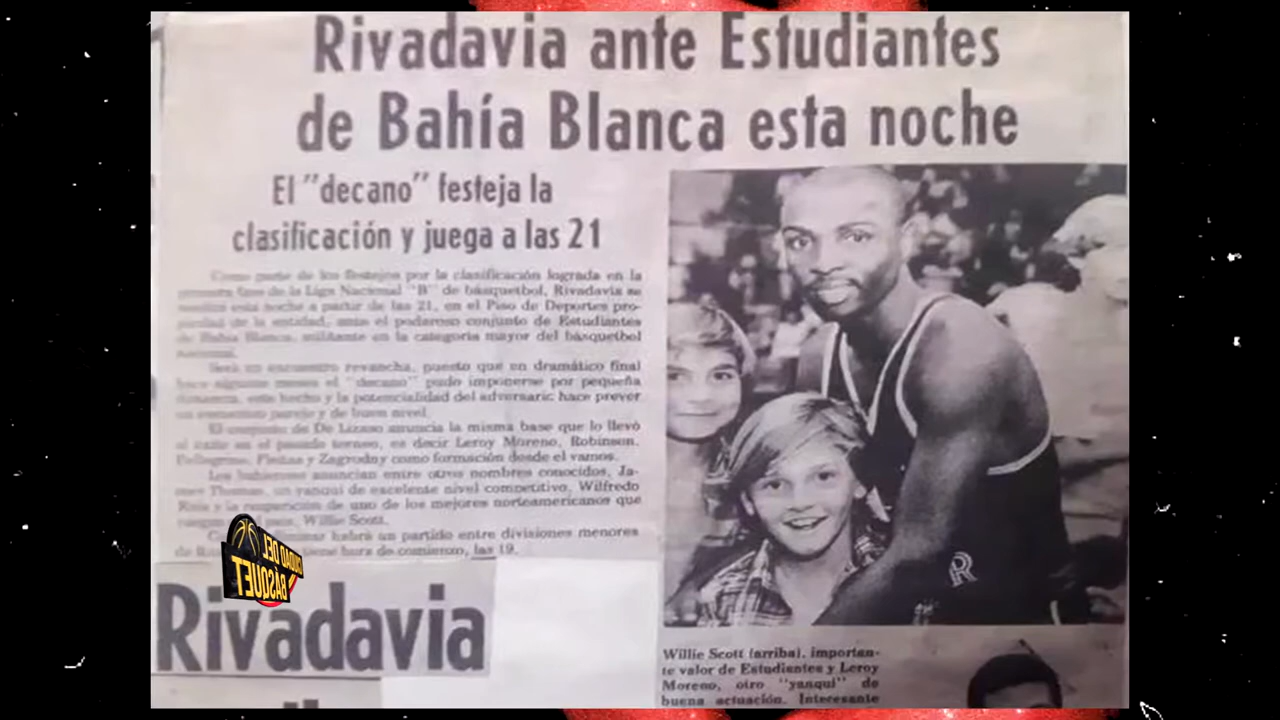 Rivadavia ante Estudiantes
de Bahía Blanca esta noche
El "decano" festeja la
clasificación y juega a las 21
Como parte de los festejos por la clasificación lograda en la
primera fase de la Liga Nacional "B" de básquetbol, Rivadavia se
esta noche a partir de las 21, en el Piso de Deportes pro-
piedad de la entidad, ante el poderoso conjunto de Estudiantes
de Bahía Blanca, militante en la categoría mayor del básquetbol
nacional.
Será un encuentro revancha, puesto que en dramático final
hace algunos meses el "decano" pudo imponerse por pequeña
distancia, este hecho y la potencialidad del adversario hace prever
un encuentro parejo y de buen nivel.
El conjunto de De Lizaso anuncia la misma base que lo llevó
al éxito en el pasado torneo, es decir Leroy Moreno, Robinson,
Pellegrino, Fleitas y Zagrodny como formación desde el vamos.
Los bahienses anuncian entre otros nombres conocidos, Ja-
mes Thomas, un yanqui de excelente nivel competitivo, Wilfredo
Ruiz y la reaparición de uno de los mejores norteamericanos que
Willie Scott.
habrá un partido entre divisiones menores
de hora de comienzo, las 19.
CIUDAD DEL
BÁSQUET
Rivadavia
Willie Scott (arriba), importan-
te valor de Estudiantes y Leroy
Moreno, otro "yanqui" de
buena actuación. Interesante
R